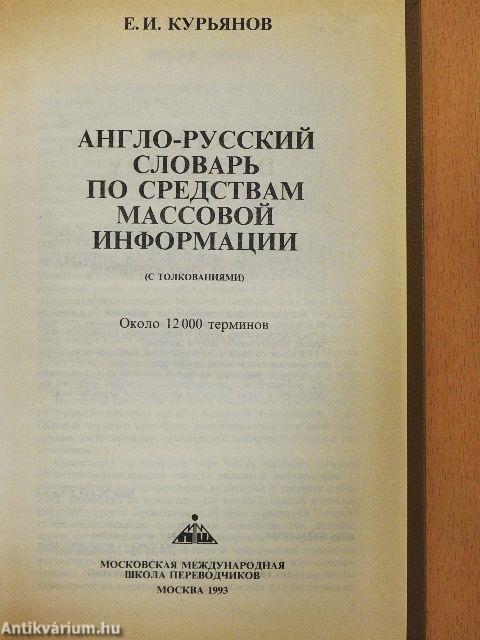 Е. И. КУРЬЯНОВ
АНГЛО-РУССКИЙ
СЛОВАРЬ
ПО СРЕДСТВАМ
МАССОВОЙ
ИНФОРМАЦИИ
(С ТОЛКОВАНИЯМИ)
Около 12 000 терминов
МОСКОВСКАЯ МЕЖДУНАРОДНАЯ
ШКОЛА ПЕРЕВОДЧИКОВ
МОСКВА 1993
Antikvárium.hu